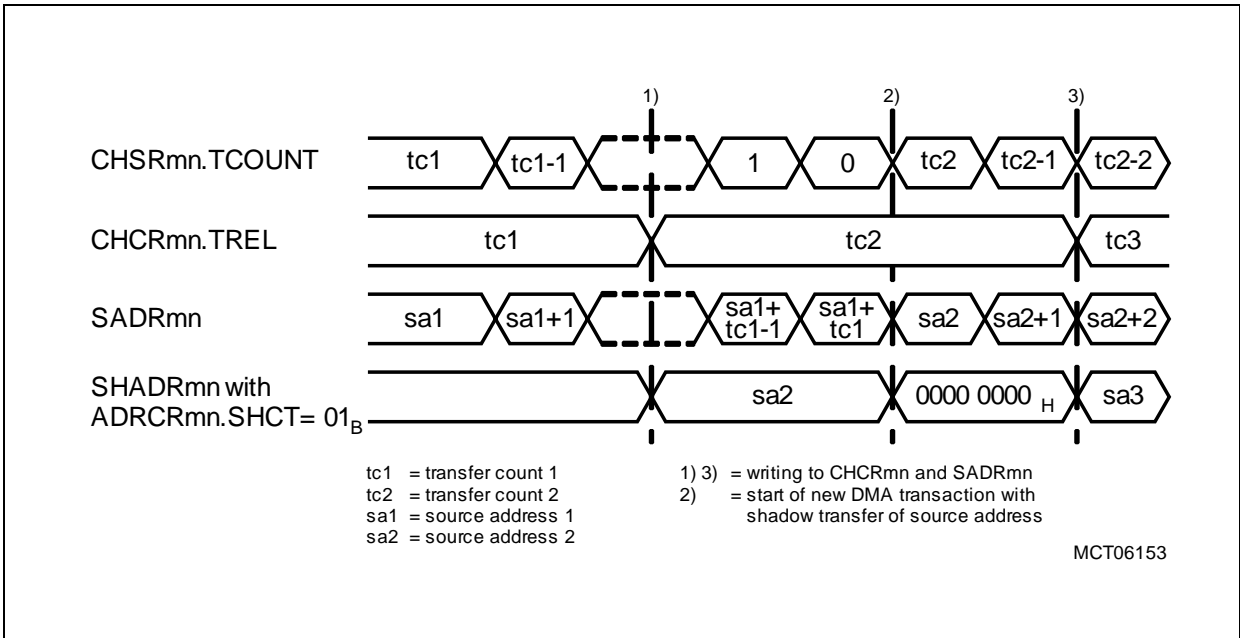 1) 2) 3)
CHSRmn.TCOUNT tc1 tc1-1 1 0 tc2 tc2-1 tc2-2
CHCRmn.TREL tc1 tc2 tc3
SADRmn sa1 sa1+1 sa1+ tc1-1 sa1+ tc1 sa2 sa2+1 sa2+2
SHADRmn with
ADRCRmn.SHCT= 01B sa2 0000 0000 H sa3
tc1 = transfer count 1
tc2 = transfer count 2
sa1 = source address 1
sa2 = source address 2
1) 3) = writing to CHCRmn and SADRmn
2) = start of new DMA transaction with
shadow transfer of source address
MCT06153